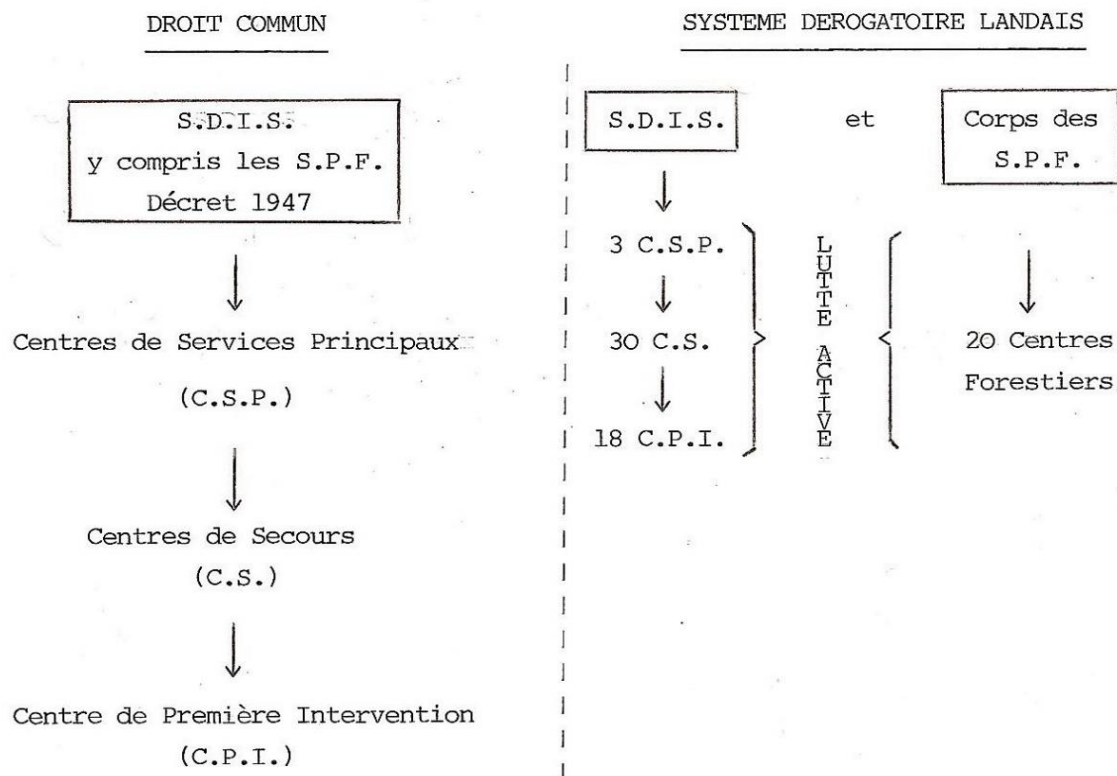 DROIT COMMUN
S.D.I.S.
y compris les S.P.F.
Décret 1947
Centres de Services Principaux
(C.S.P.)
Centres de Secours
(C.S.)
Centre de Première Intervention
(C.P.I.)
SYSTEME DEROGATOIRE LANDAIS
S.D.I.S.
et
Corps des
S.P.F.
3 C.S.P.
30 C.S.
18 C.P.I.
LUTTE ACTIVE
20 Centres
Forestiers